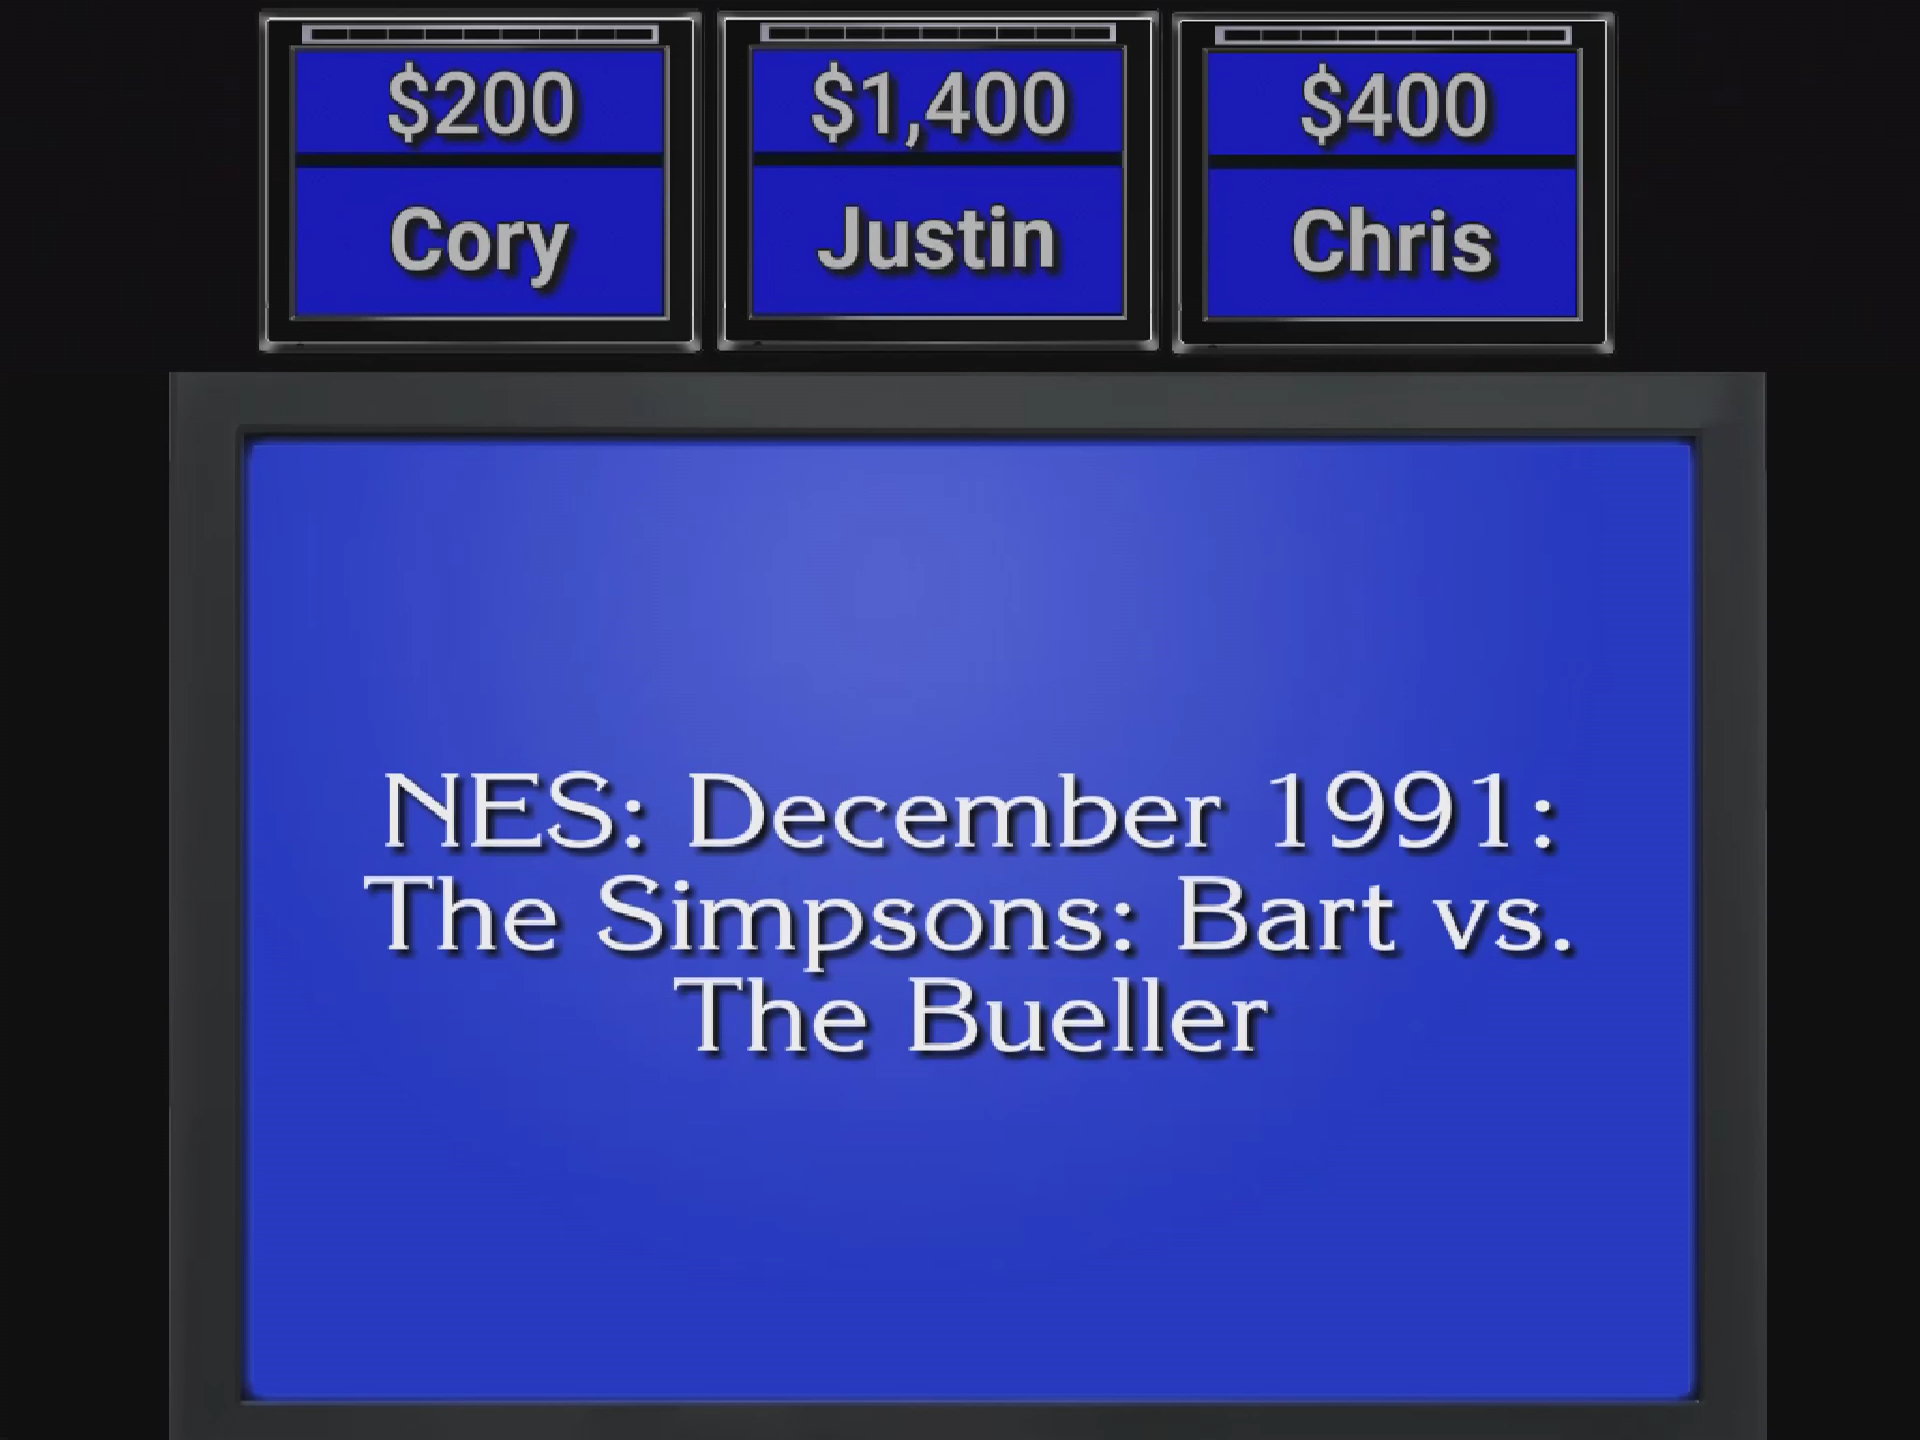 $200
$1,400
$400
Cory
Justin
Chris
NES: December 1991:
The Simpsons: Bart vs.
The Bueller